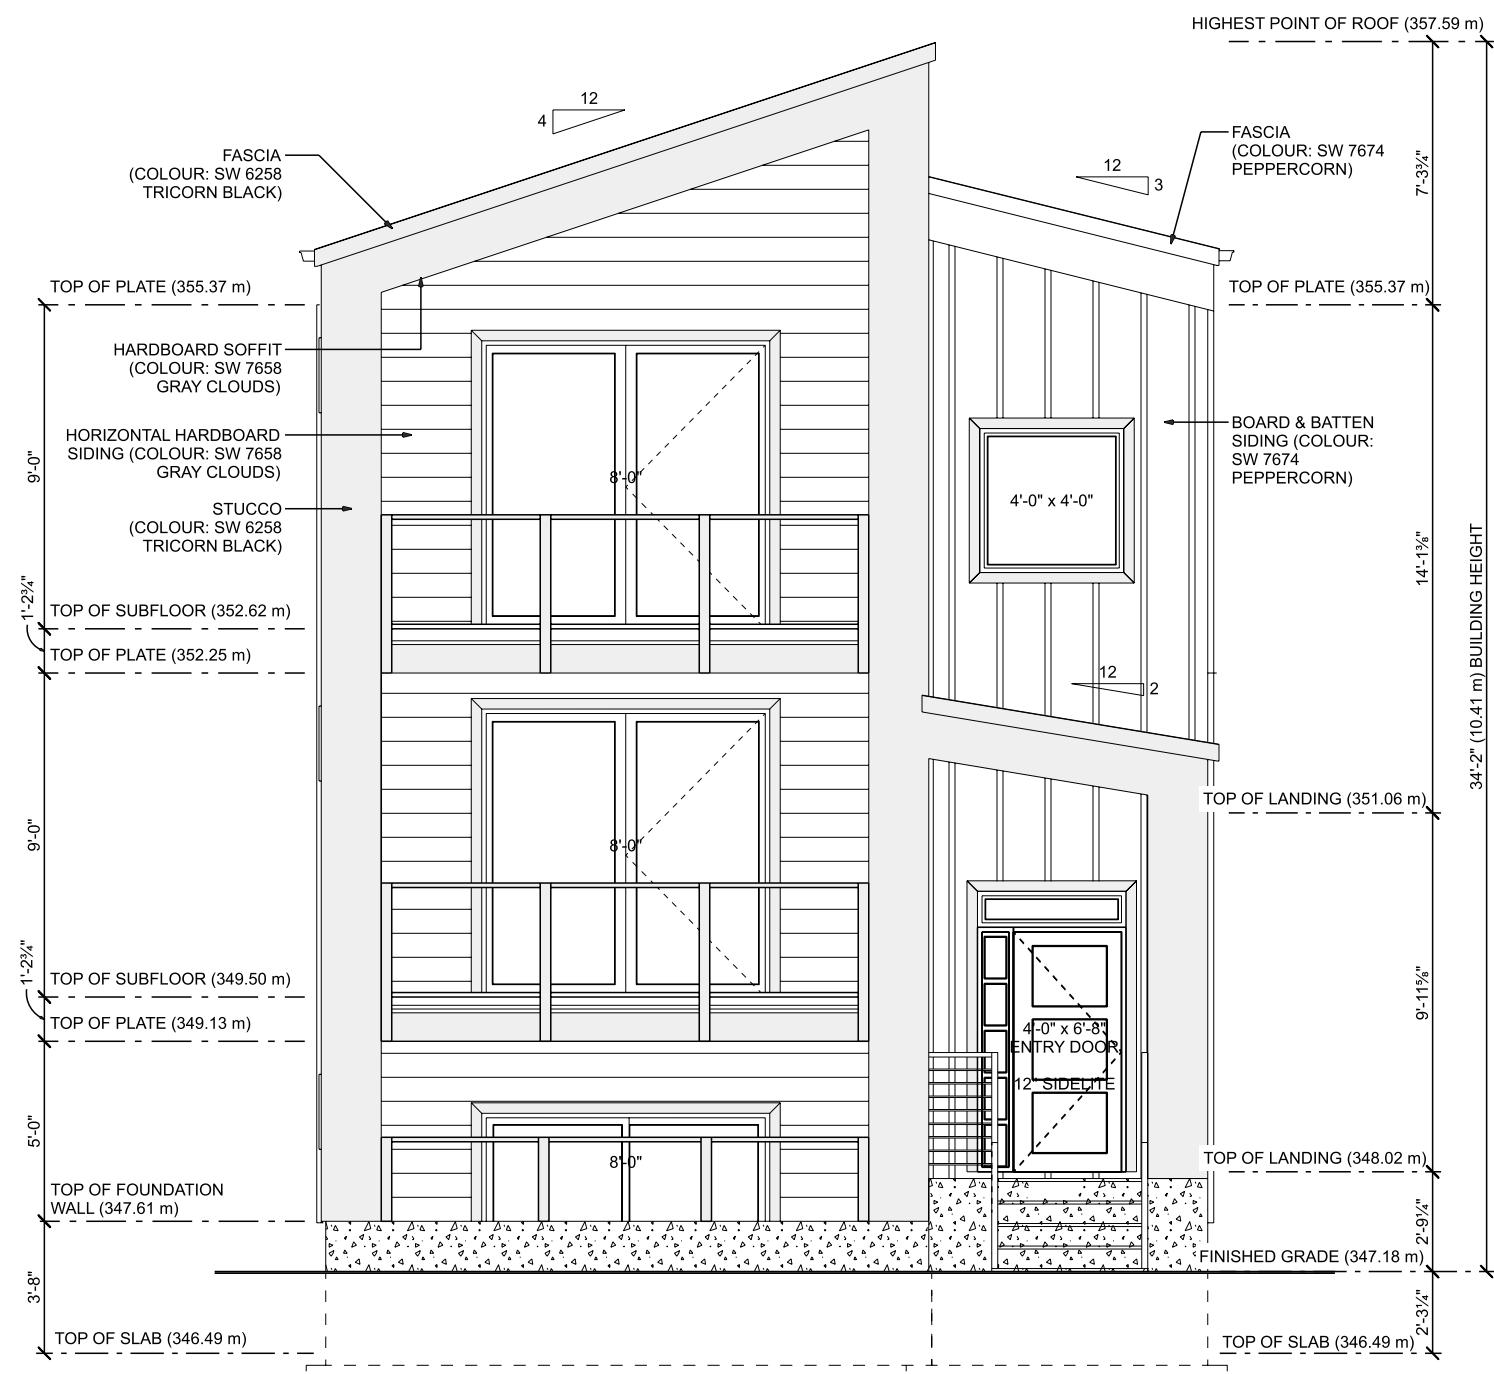 HIGHEST POINT OF ROOF (357.59 m)
12
4
FASCIA
(COLOUR: SW 6258
TRICORN BLACK)
FASCIA
(COLOUR: SW 7674
PEPPERCORN)
12
3
7'-3¾"
TOP OF PLATE (355.37 m)
TOP OF PLATE (355.37 m)
HARDBOARD SOFFIT
(COLOUR: SW 7658
GRAY CLOUDS)
HORIZONTAL HARDBOARD
SIDING (COLOUR: SW 7658
GRAY CLOUDS)
BOARD & BATTEN
SIDING (COLOUR:
SW 7674
PEPPERCORN)
9'-0"
8'-0"
4'-0" x 4'-0"
STUCCO
(COLOUR: SW 6258
TRICORN BLACK)
14'-1⅜"
34'-2" (10.41 m) BUILDING HEIGHT
1'-2¾"
TOP OF SUBFLOOR (352.62 m)
TOP OF PLATE (352.25 m)
12
2
TOP OF LANDING (351.06 m)
9'-0"
8'-0"
1'-2¾"
TOP OF SUBFLOOR (349.50 m)
TOP OF PLATE (349.13 m)
9'-11⅝"
4'-0" x 6'-8"
ENTRY DOOR,
12" SIDELITE
5'-0"
8'-0"
TOP OF LANDING (348.02 m)
TOP OF FOUNDATION
WALL (347.61 m)
2'-9¼"
FINISHED GRADE (347.18 m)
3'-8"
2'-3¼"
TOP OF SLAB (346.49 m)
TOP OF SLAB (346.49 m)